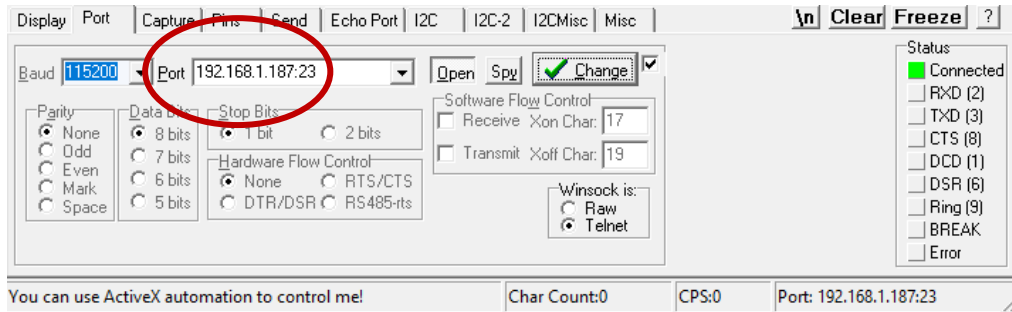 Display Port Capture Pins Send Echo Port I2C I2C-2 I2CMisc Misc \n Clear Freeze ?
Baud 115200 Port 192.168.1.187:23 Open Spy Change
Status
Connected
RXD (2)
TXD (3)
CTS (8)
DCD (1)
DSR (6)
Ring (9)
BREAK
Error
Parity
None
Odd
Even
Mark
Space
Data Bits
8 bits
7 bits
6 bits
5 bits
Stop Bits
1 bit 2 bits
Hardware Flow Control
None RTS/CTS
DTR/DSR RS485-rts
Software Flow Control
Receive Xon Char: 17
Transmit Xoff Char: 19
Winsock is:
Raw
Telnet
You can use ActiveX automation to control me! Char Count:0 CPS:0 Port: 192.168.1.187:23